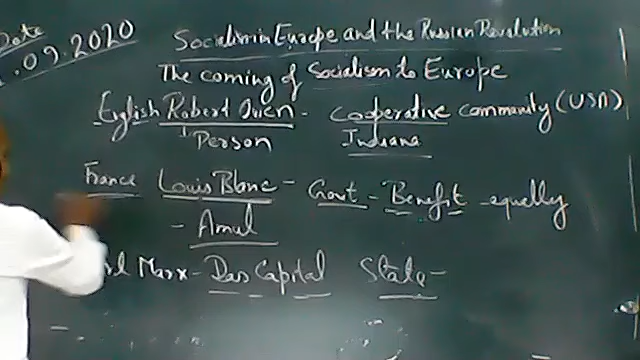 Date
.09.2020
Socialism in Europe and the Russian Revolution
The coming of Socialism to Europe
English Robert Owen - cooperative community (USA)
Person Indiana
France Louis Blanc - Govt - Benefit equally
- Amul
rl Marx - Das Capital State -